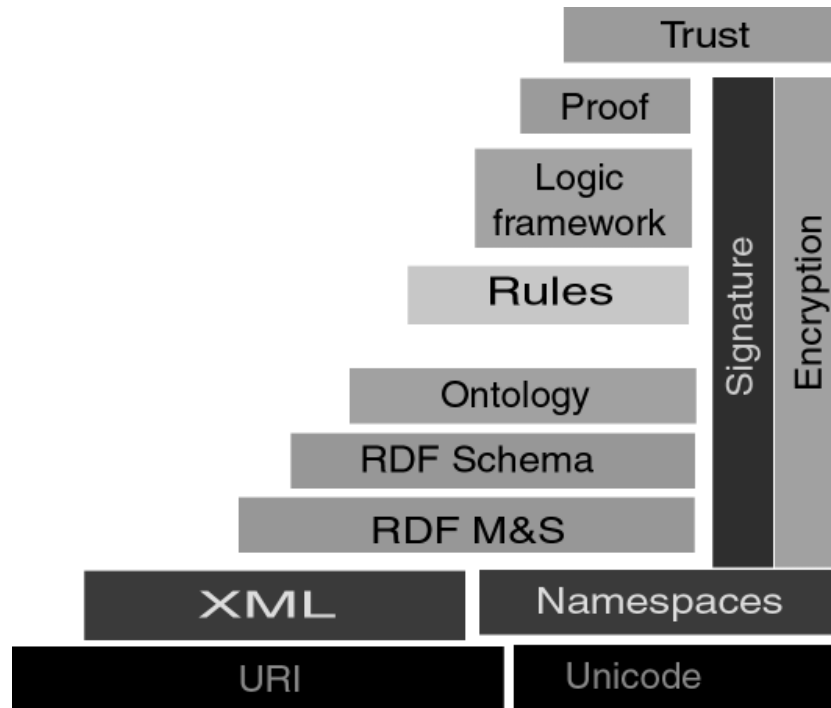 Trust
Proof
Logic
framework
Rules
Ontology
RDF Schema
RDF M&S
Signature
Encryption
XML
Namespaces
URI
Unicode